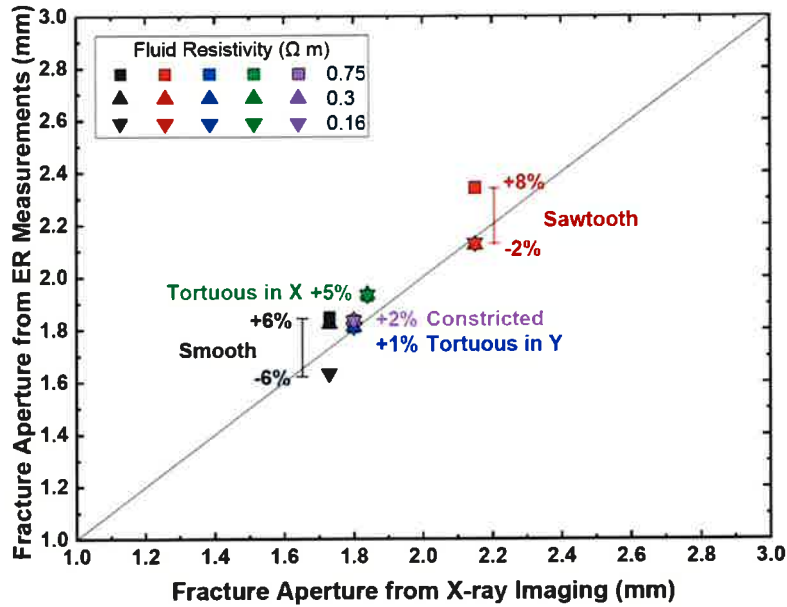 Fracture Aperture from ER Measurements (mm)
3.0
2.8
2.6
2.4
2.2
2.0
1.8
1.6
1.4
1.2
1.0
Fluid Resistivity (Ω m)
0.75
0.3
0.16
+8%
Sawtooth
-2%
Tortuous in X +5%
+6%
+2% Constricted
+1% Tortuous in Y
Smooth
-6%
1.0 1.2 1.4 1.6 1.8 2.0 2.2 2.4 2.6 2.8 3.0
Fracture Aperture from X-ray Imaging (mm)